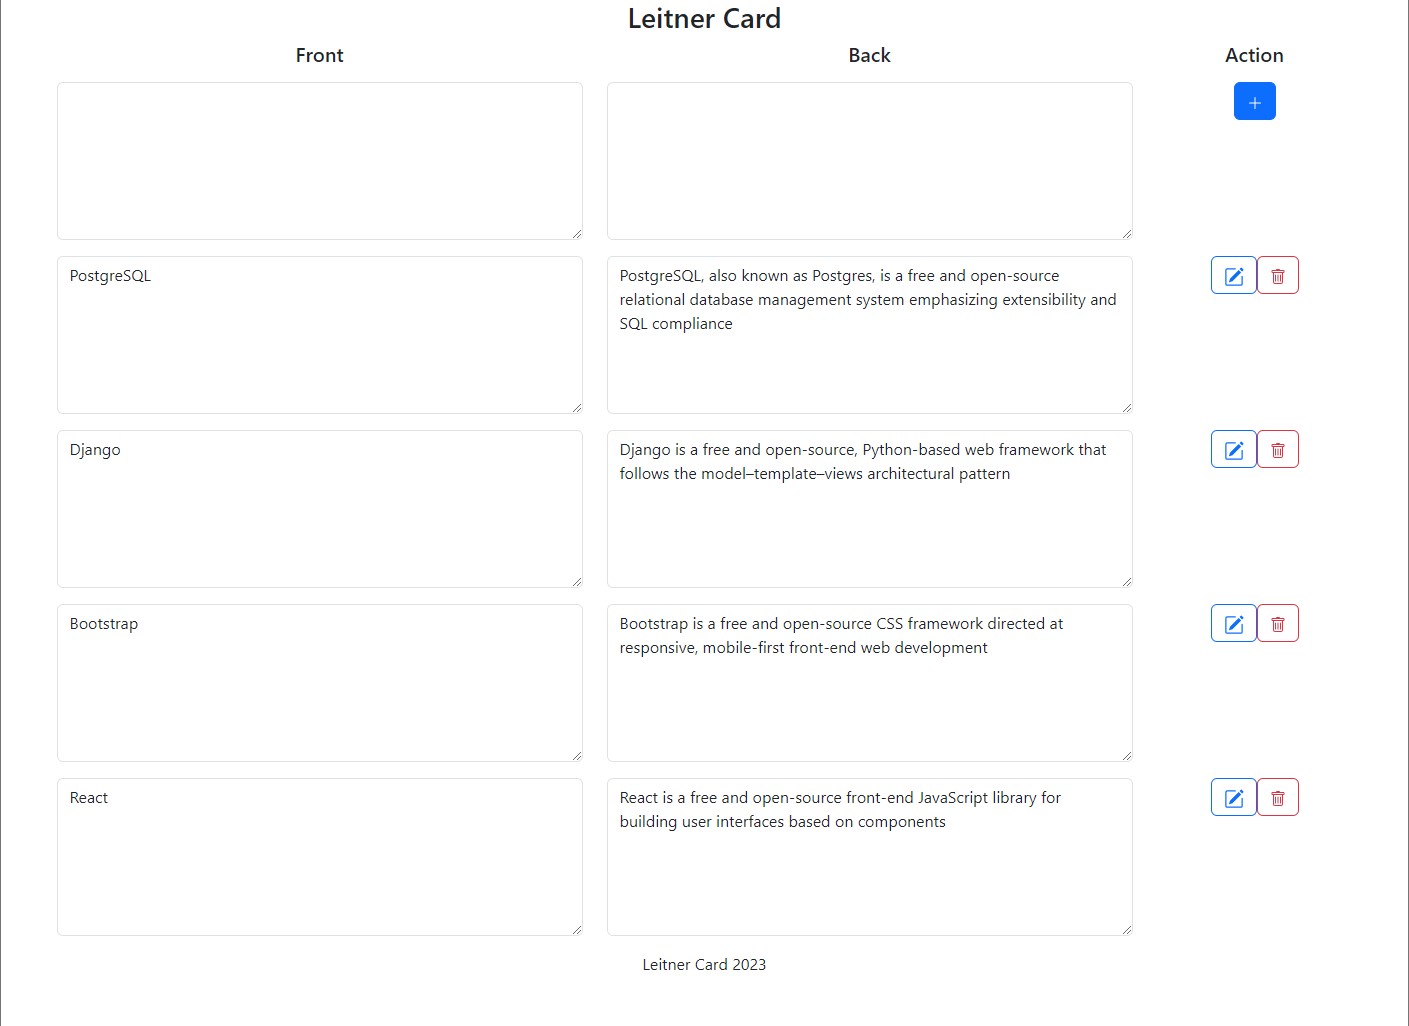 Leitner Card
Front Back Action
PostgreSQL
PostgreSQL, also known as Postgres, is a free and open-source
relational database management system emphasizing extensibility and
SQL compliance
Django
Django is a free and open-source, Python-based web framework that
follows the model–template–views architectural pattern
Bootstrap
Bootstrap is a free and open-source CSS framework directed at
responsive, mobile-first front-end web development
React
React is a free and open-source front-end JavaScript library for
building user interfaces based on components
Leitner Card 2023